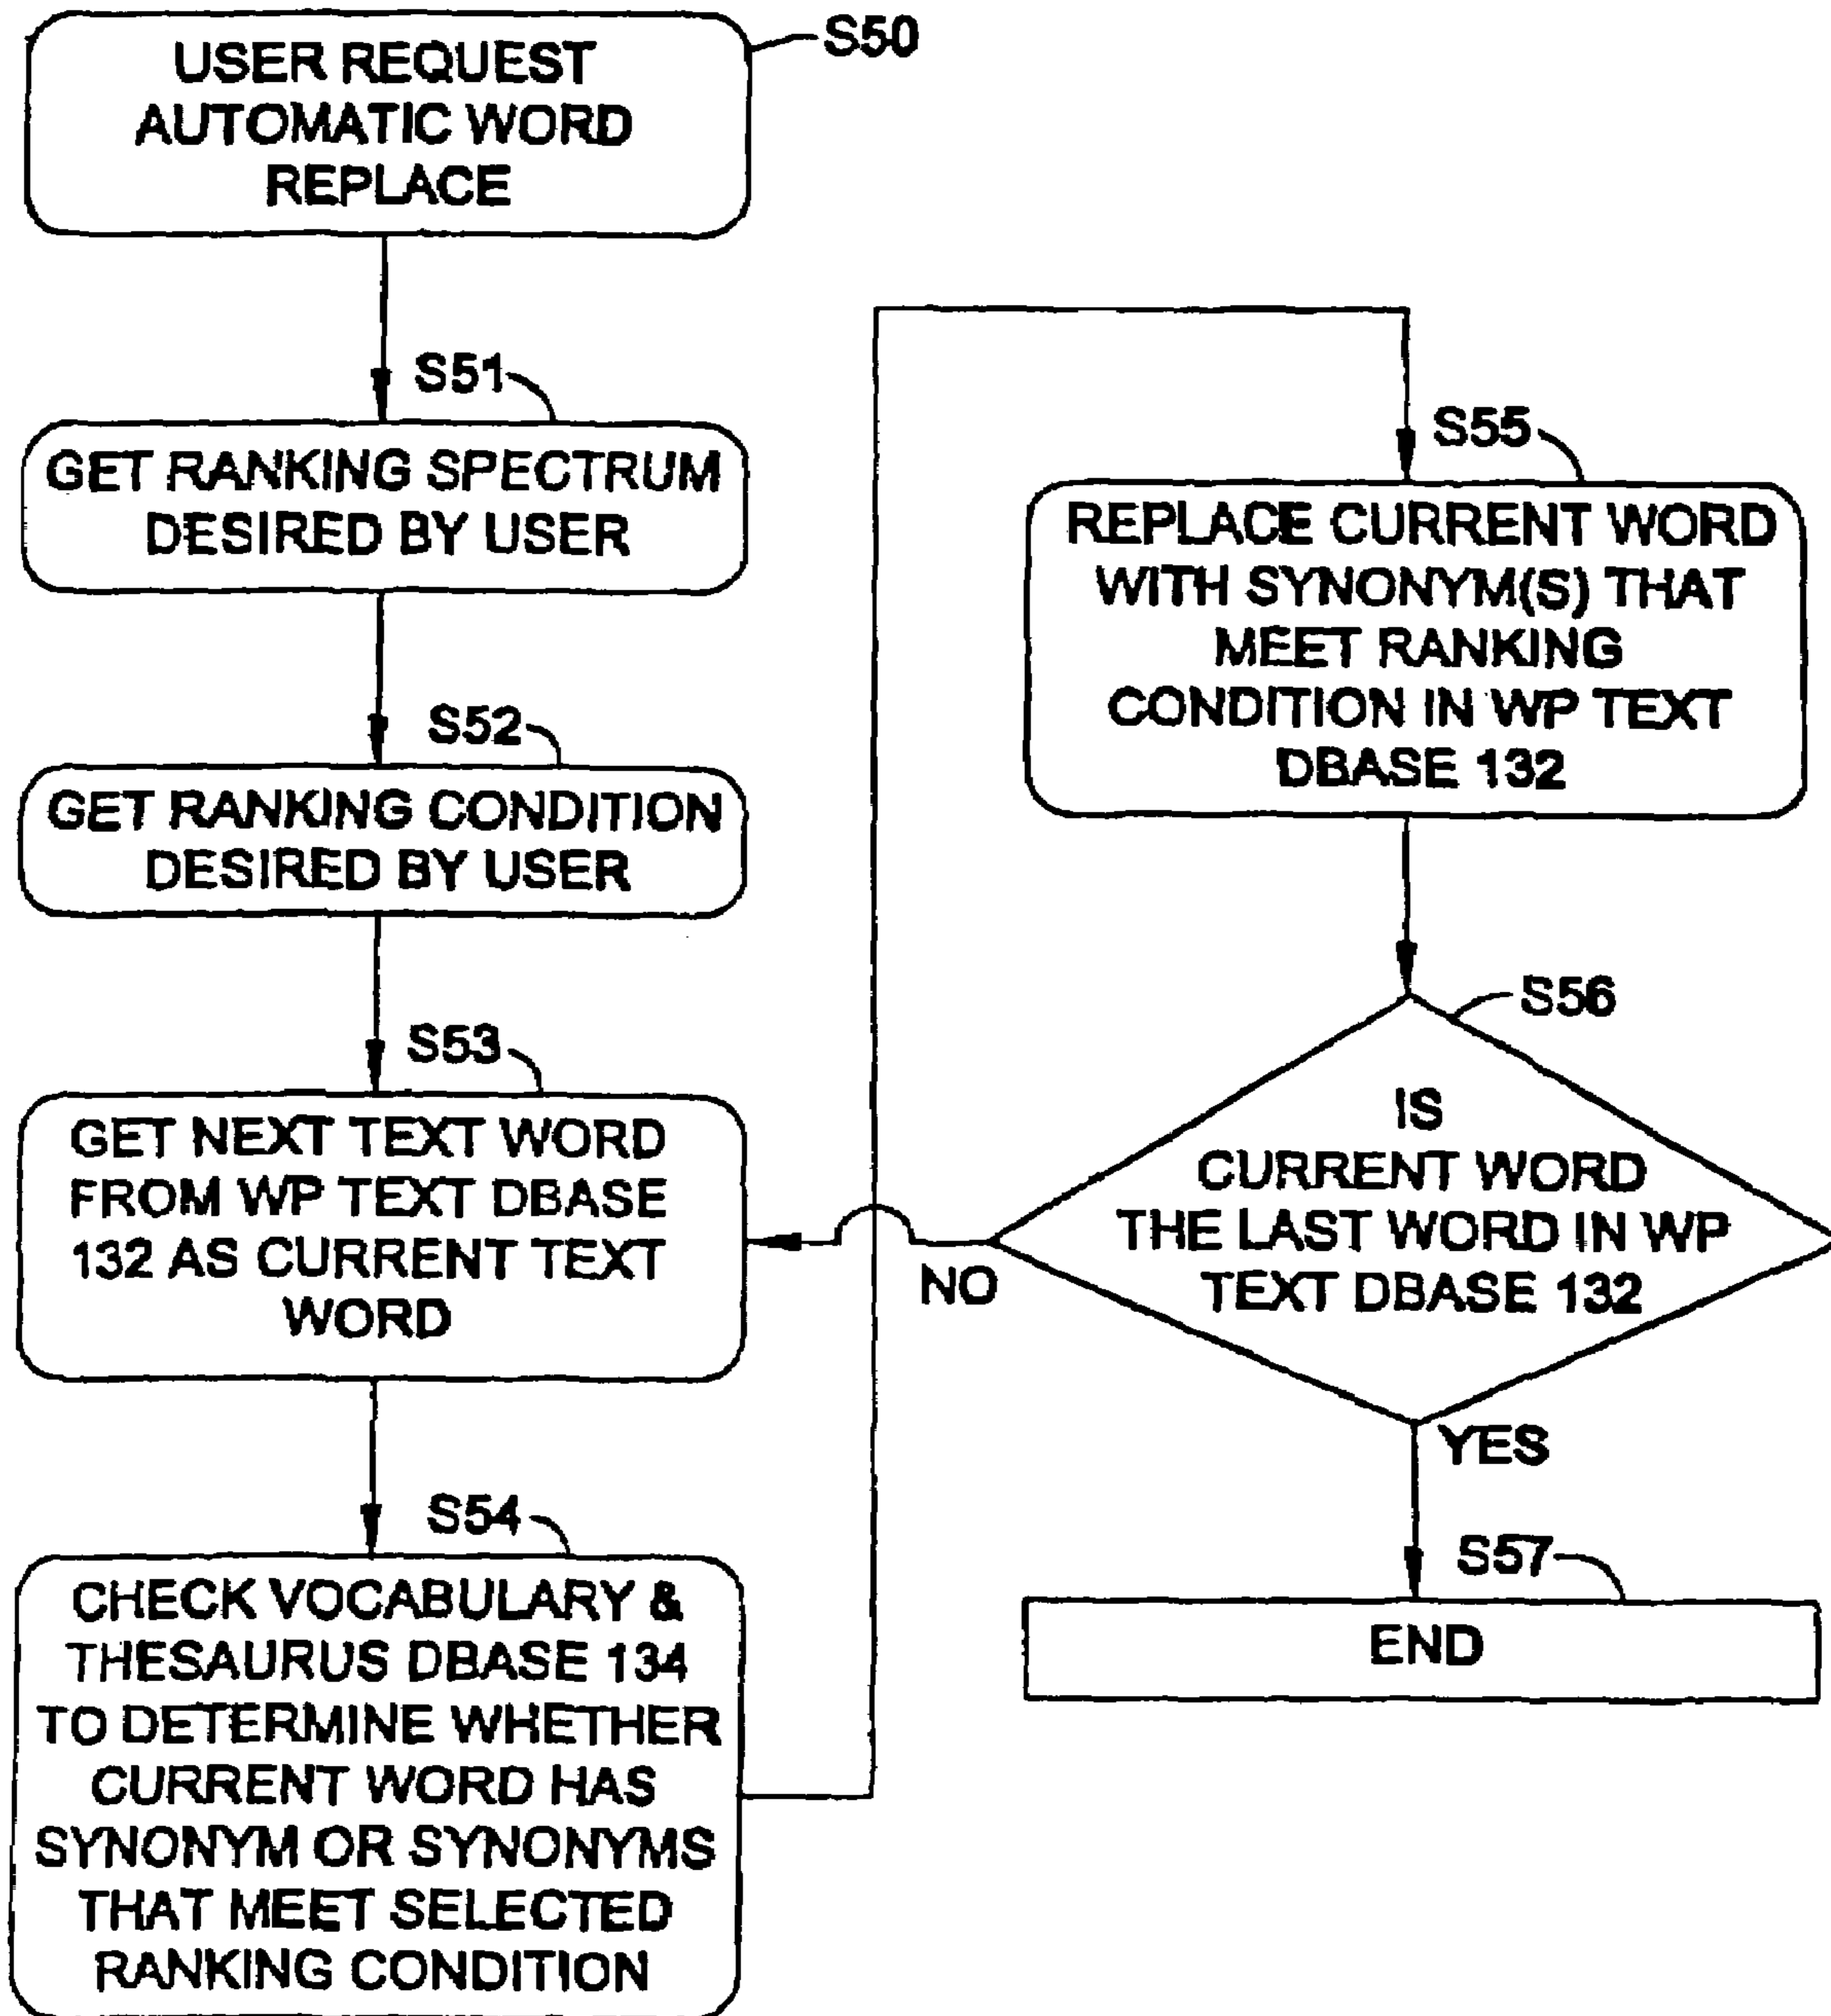 USER REQUEST
AUTOMATIC WORD
REPLACE
S50
S51
GET RANKING SPECTRUM
DESIRED BY USER
S52
GET RANKING CONDITION
DESIRED BY USER
S53
GET NEXT TEXT WORD
FROM WP TEXT DBASE
132 AS CURRENT TEXT
WORD
S54
CHECK VOCABULARY &
THESAURUS DBASE 134
TO DETERMINE WHETHER
CURRENT WORD HAS
SYNONYM OR SYNONYMS
THAT MEET SELECTED
RANKING CONDITION
S55
REPLACE CURRENT WORD
WITH SYNONYM(S) THAT
MEET RANKING
CONDITION IN WP TEXT
DBASE 132
S56
IS
CURRENT WORD
THE LAST WORD IN WP
TEXT DBASE 132
NO
YES
S57
END